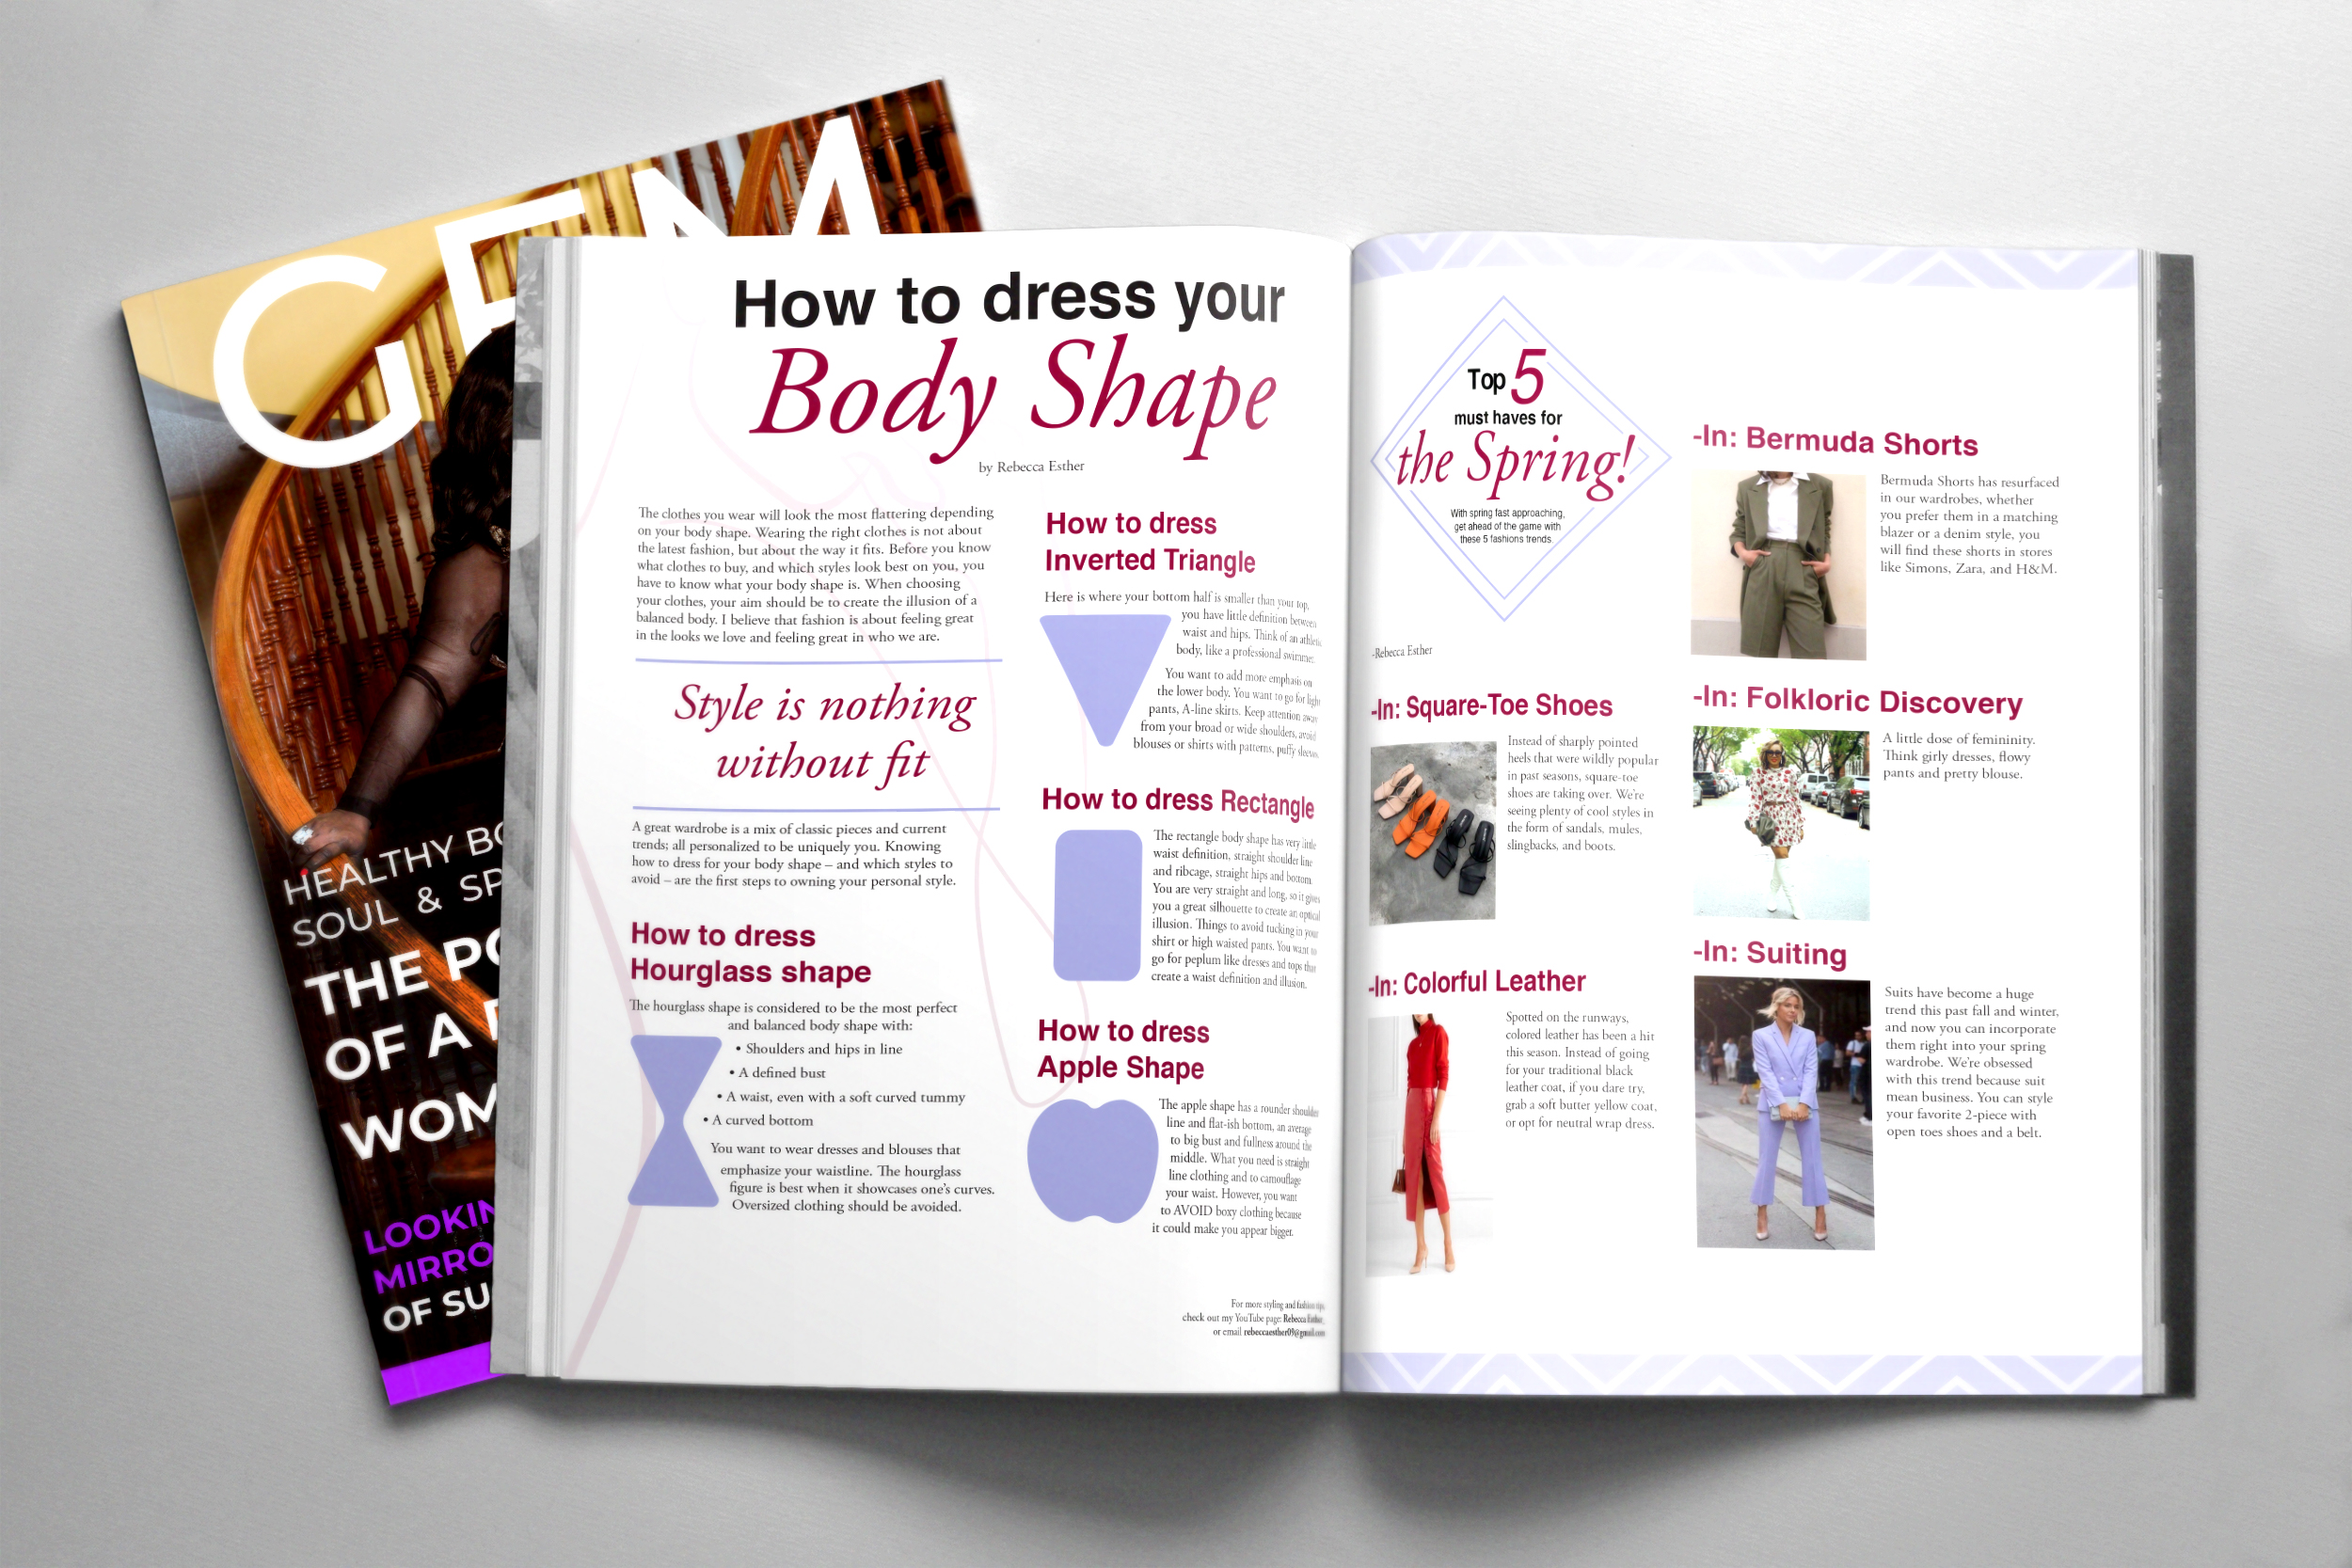 GEM
HEALTHY BO
SOUL & SP
THE PO
OF A
WOM
LOOKIN
MIRRO
OF SU
How to dress your
Body Shape
by Rebecca Esther
The clothes you wear will look the most flattering depending
on your body shape. Wearing the right clothes is not about
the latest fashion, but about the way it fits. Before you know
what clothes to buy, and which styles look best on you, you
have to know what your body shape is. When choosing
your clothes, your aim should be to create the illusion of a
balanced body. I believe that fashion is about feeling great
in the looks we love and feeling great in who we are.
Style is nothing
without fit
A great wardrobe is a mix of classic pieces and current
trends; all personalized to be uniquely you. Knowing
how to dress for your body shape – and which styles to
avoid – are the first steps to owning your personal style.
How to dress
Hourglass shape
The hourglass shape is considered to be the most perfect
and balanced body shape with:
• Shoulders and hips in line
• A defined bust
• A waist, even with a soft curved tummy
• A curved bottom
You want to wear dresses and blouses that
emphasize your waistline. The hourglass
figure is best when it showcases one's curves.
Oversized clothing should be avoided.
How to dress
Inverted Triangle
Here is where your bottom half is smaller than your top,
you have little definition between
waist and hips. Think of an athletic
body, like a professional swimmer.
You want to add more emphasis on
the lower body. You want to go for light
pants, A-line skirts. Keep attention away
from your broad or wide shoulders, avoid
blouses or shirts with patterns, puffy sleeves.
How to dress Rectangle
The rectangle body shape has very little
waist definition, straight shoulder line
and ribcage, straight hips and bottom.
You are very straight and long, so it gives
you a great silhouette to create an optical
illusion. Things to avoid tucking in your
shirt or high waisted pants. You want to
go for peplum like dresses and tops that
create a waist definition and illusion.
How to dress
Apple Shape
The apple shape has a rounder shoulder
line and flat-ish bottom, an average
to big bust and fullness around the
middle. What you need is straight
line clothing and to camouflage
your waist. However, you want
to AVOID boxy clothing because
it could make you appear bigger.
For more styling and fashion tips,
check out my YouTube page: Rebecca Esther,
or email rebeccaesther09@gmail.com
Top 5
must haves for
the Spring!
With spring fast approaching,
get ahead of the game with
these 5 fashions trends.
-Rebecca Esther
-In: Square-Toe Shoes
Instead of sharply pointed
heels that were wildly popular
in past seasons, square-toe
shoes are taking over. We're
seeing plenty of cool styles in
the form of sandals, mules,
slingbacks, and boots.
-In: Colorful Leather
Spotted on the runways,
colored leather has been a hit
this season. Instead of going
for your traditional black
leather coat, if you dare try,
grab a soft butter yellow coat,
or opt for neutral wrap dress.
-In: Bermuda Shorts
Bermuda Shorts has resurfaced
in our wardrobes, whether
you prefer them in a matching
blazer or a denim style, you
will find these shorts in stores
like Simons, Zara, and H&M.
-In: Folkloric Discovery
A little dose of femininity.
Think girly dresses, flowy
pants and pretty blouse.
-In: Suiting
Suits have become a huge
trend this past fall and winter,
and now you can incorporate
them right into your spring
wardrobe. We're obsessed
with this trend because suit
mean business. You can style
your favorite 2-piece with
open toes shoes and a belt.